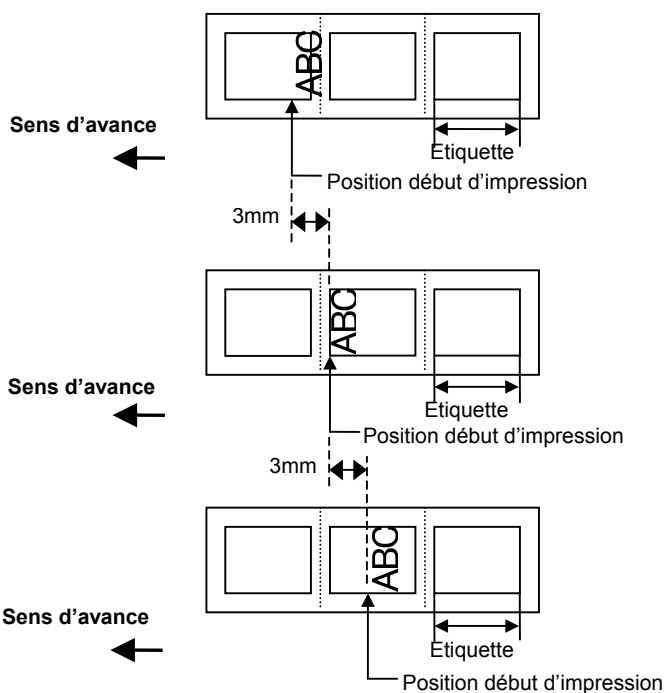 ABC
Sens d'avance
Etiquette
Position début d'impression
3mm
ABC
Sens d'avance
Etiquette
Position début d'impression
3mm
ABC
Sens d'avance
Etiquette
Position début d'impression